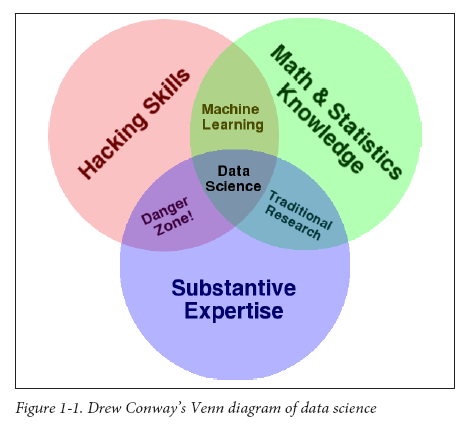 Hacking Skills
Math & Statistics
Knowledge
Machine
Learning
Data
Science
Danger
Zone!
Traditional
Research
Substantive
Expertise
Figure 1-1. Drew Conway's Venn diagram of data science